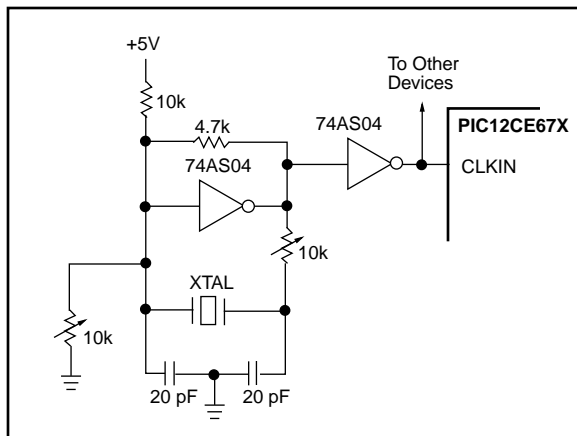 +5V
10k
4.7k
74AS04
74AS04
To Other
Devices
PIC12CE67X
CLKIN
10k
XTAL
10k
20 pF
20 pF